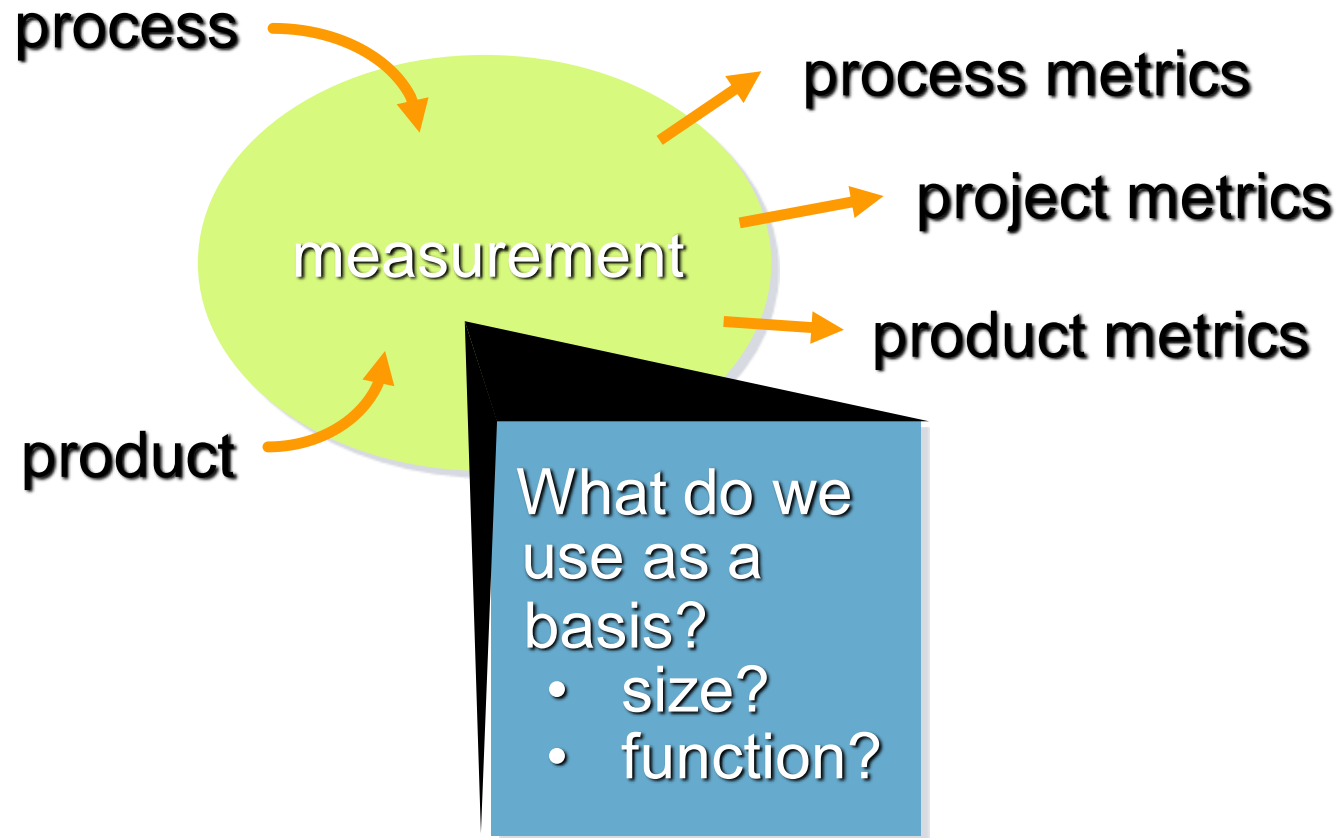 process
process metrics
project metrics
measurement
product metrics
product
What do we
use as a
basis?
• size?
• function?